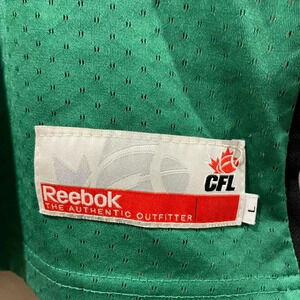 CFL
Reebok
THE AUTHENTIC OUTFITTER
L